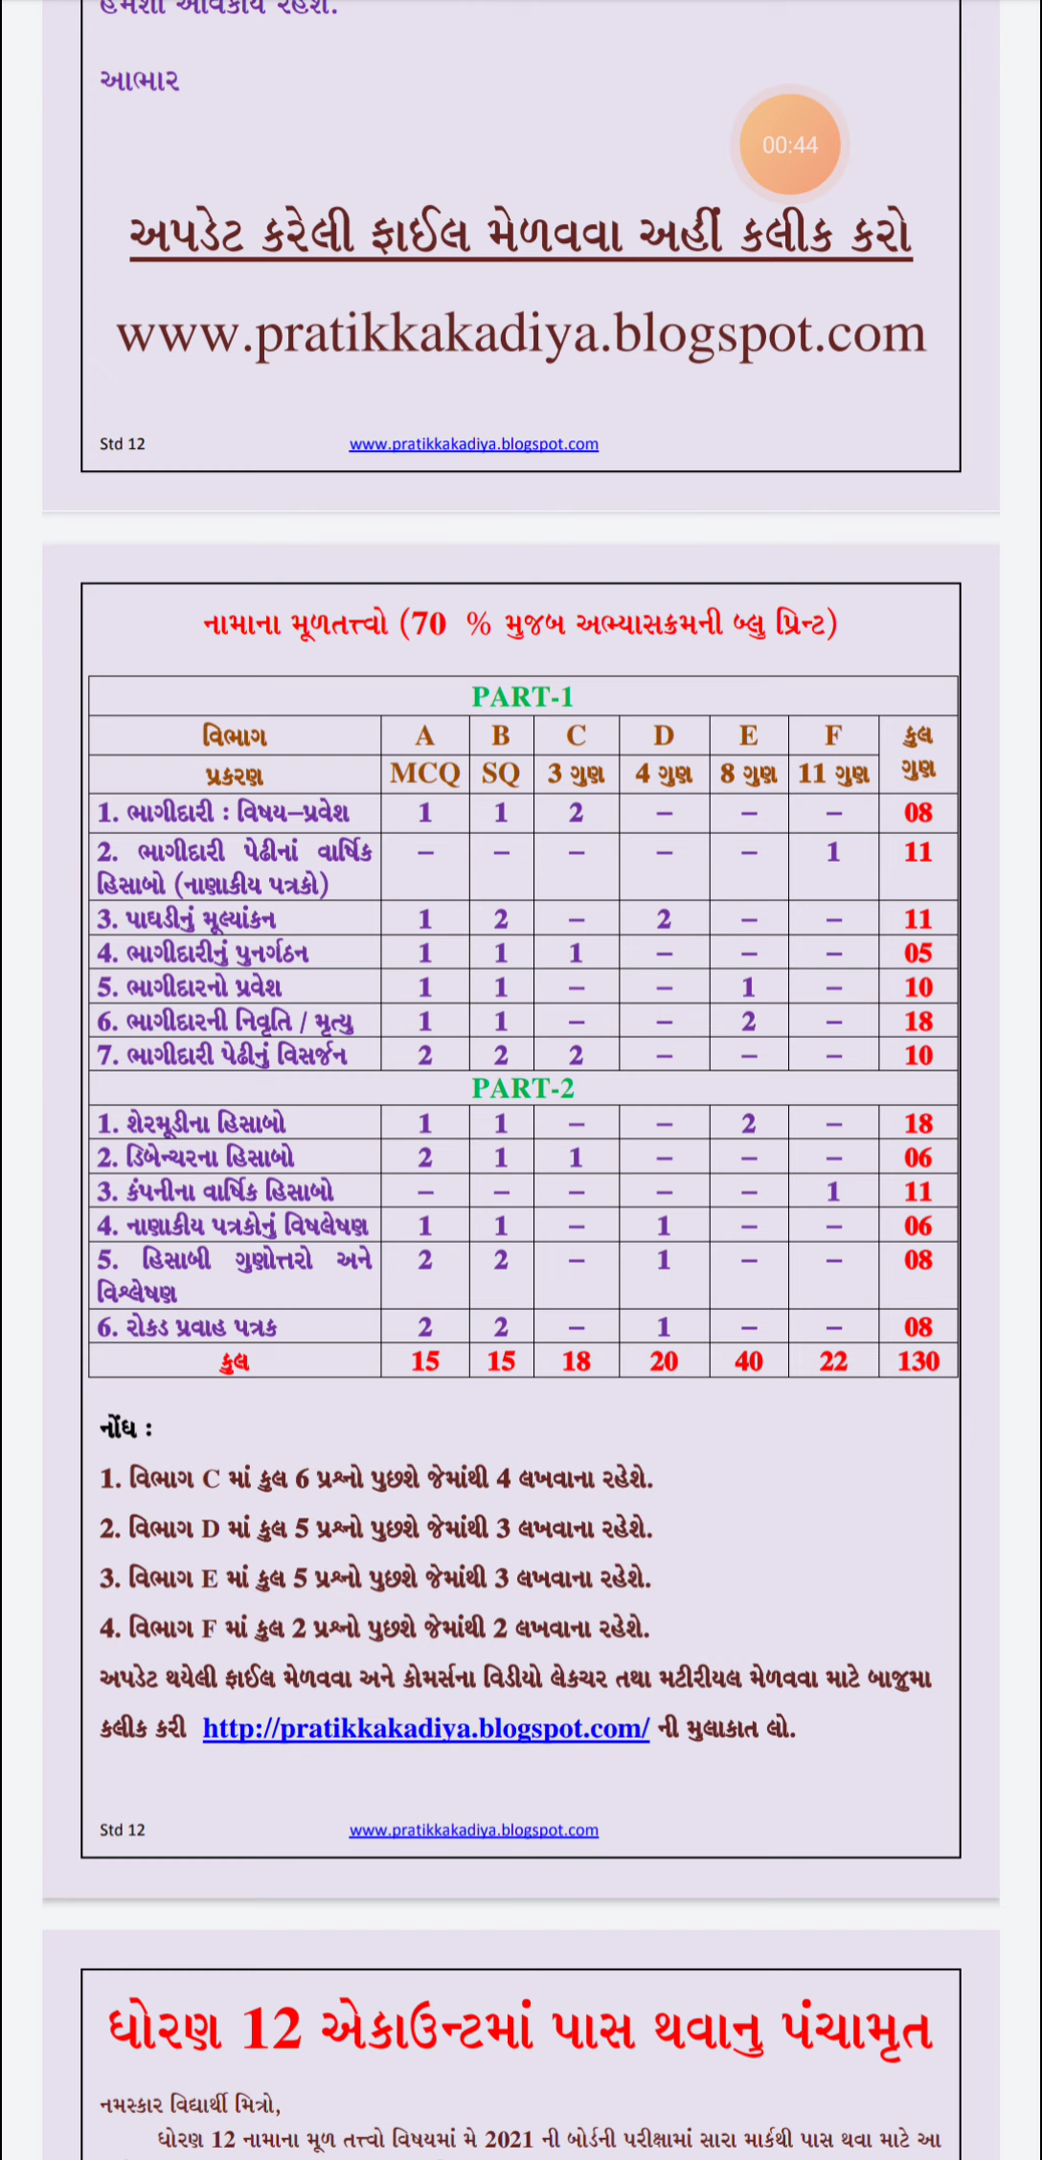 હંમેશા આવકાર્ય રહેશે.
આભાર
00:44
અપડેટ કરેલી ફાઈલ મેળવવા અહીં કલીક કરો
www.pratikkakadiya.blogspot.com
Std 12 www.pratikkakadiya.blogspot.com
નામાના મૂળતત્ત્વો (70 % મુજબ અભ્યાસક્રમની બ્લુ પ્રિન્ટ)
PART-1
વિભાગ A B C D E F કુલ
પ્રકરણ MCQ SQ 3 ગુણ 4 ગુણ 8 ગુણ 11 ગુણ ગુણ
1. ભાગીદારી : વિષય–પ્રવેશ 1 1 2 – – – 08
2. ભાગીદારી પેઢીનાં વાર્ષિક – – – – – 1 11
હિસાબો (નાણાકીય પત્રકો)
3. પાઘડીનું મૂલ્યાંકન 1 2 – 2 – – 11
4. ભાગીદારીનું પુનર્ગઠન 1 1 1 – – – 05
5. ભાગીદારનો પ્રવેશ 1 1 – – 1 – 10
6. ભાગીદારની નિવૃતિ / મૃત્યુ 1 1 – – 2 – 18
7. ભાગીદારી પેઢીનું વિસર્જન 2 2 2 – – – 10
PART-2
1. શેરમૂડીના હિસાબો 1 1 – – 2 – 18
2. ડિબેન્ચરના હિસાબો 2 1 1 – – – 06
3. કંપનીના વાર્ષિક હિસાબો – – – – – 1 11
4. નાણાકીય પત્રકોનું વિષલેષણ 1 1 – 1 – – 06
5. હિસાબી ગુણોત્તરો અને 2 2 – 1 – – 08
વિશ્લેષણ
6. રોકડ પ્રવાહ પત્રક 2 2 – 1 – – 08
કુલ 15 15 18 20 40 22 130
નોંધ :
1. વિભાગ C માં કુલ 6 પ્રશ્નો પુછશે જેમાંથી 4 લખવાના રહેશે.
2. વિભાગ D માં કુલ 5 પ્રશ્નો પુછશે જેમાંથી 3 લખવાના રહેશે.
3. વિભાગ E માં કુલ 5 પ્રશ્નો પુછશે જેમાંથી 3 લખવાના રહેશે.
4. વિભાગ F માં કુલ 2 પ્રશ્નો પુછશે જેમાંથી 2 લખવાના રહેશે.
અપડેટ થયેલી ફાઈલ મેળવવા અને કોમર્સના વિડીયો લેકચર તથા મટીરીયલ મેળવવા માટે બાજુમા
કલીક કરી http://pratikkakadiya.blogspot.com/ ની મુલાકાત લો.
Std 12 www.pratikkakadiya.blogspot.com
ધોરણ 12 એકાઉન્ટમાં પાસ થવાનુ પંચામૃત
નમસ્કાર વિદ્યાર્થી મિત્રો,
ધોરણ 12 નામાના મૂળ તત્ત્વો વિષયમાં મે 2021 ની બોર્ડની પરીક્ષામાં સારા માર્કથી પાસ થવા માટે આ